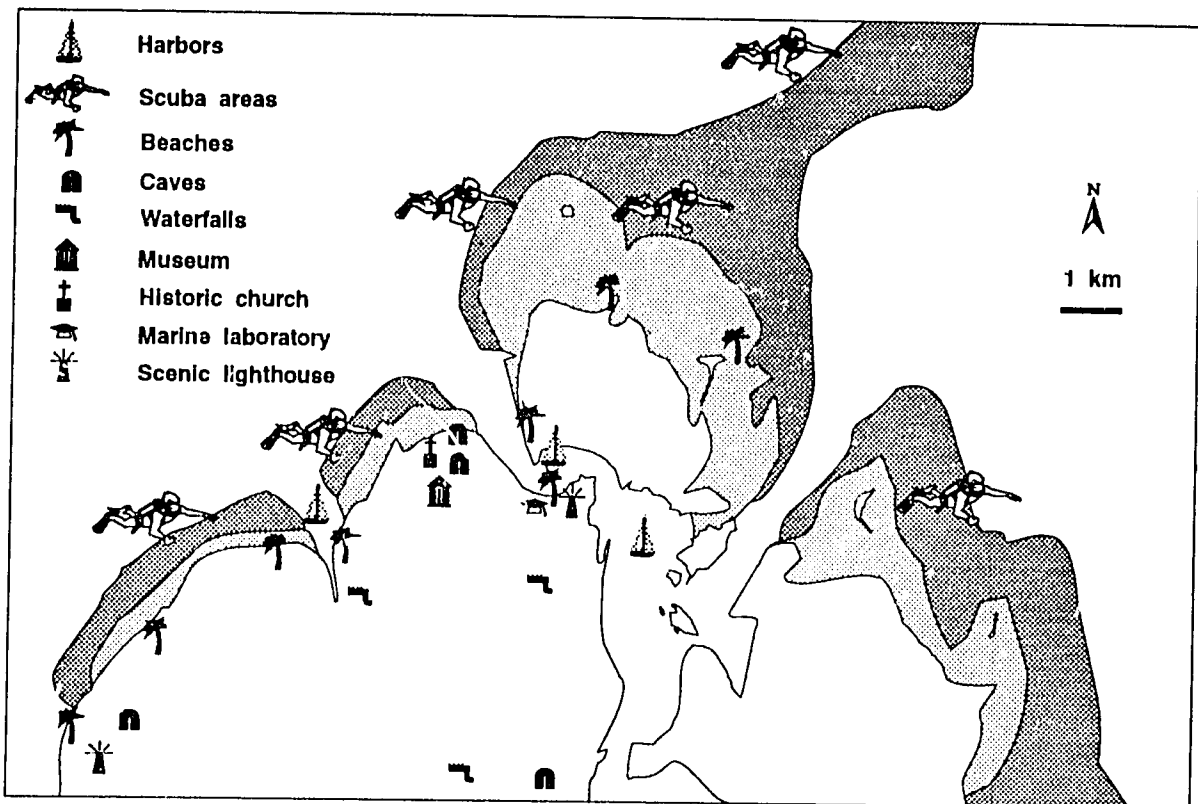 Harbors
Scuba areas
Beaches
Caves
Waterfalls
Museum
Historic church
Marine laboratory
Scenic lighthouse
N
1 km